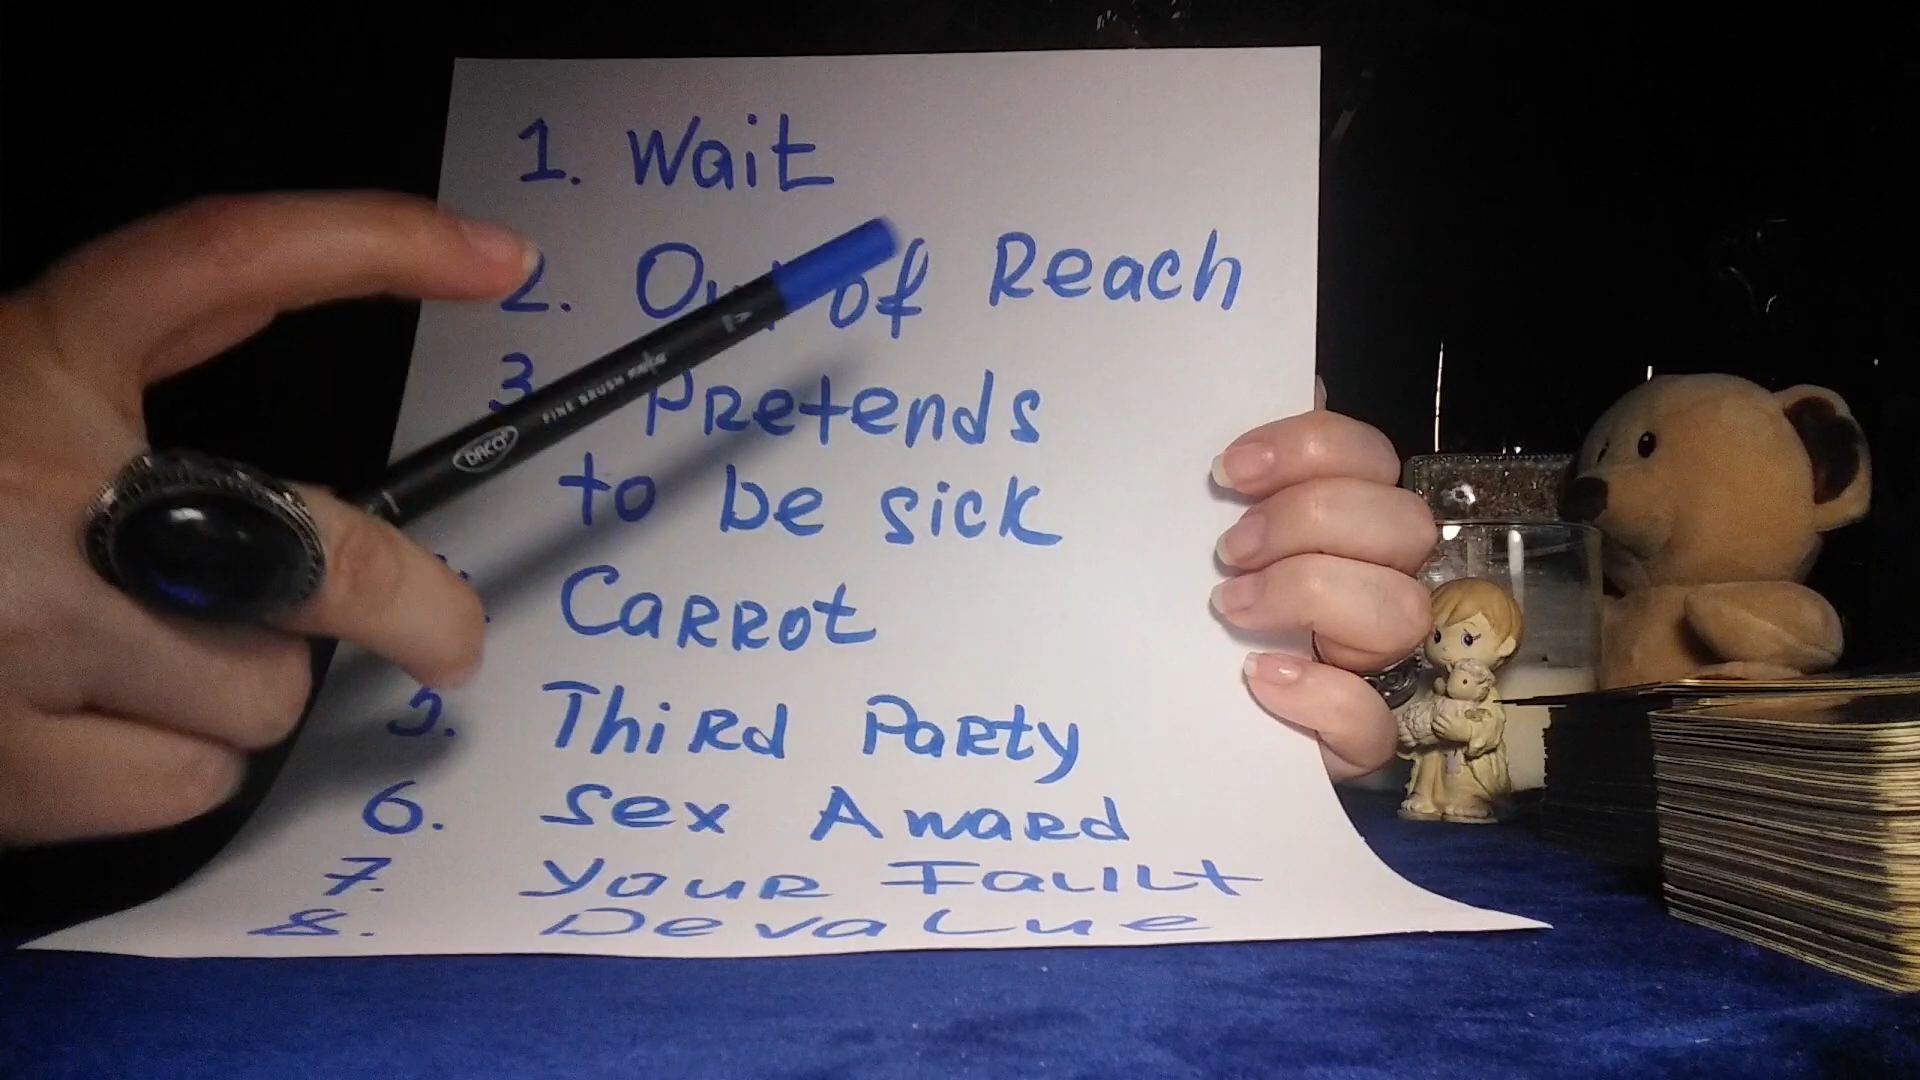 1. Wait
2. Out of Reach
3. Pretends
to be sick
Carrot
5. Third Party
6. Sex Award
7. Your Fault
8. Devalue
DACO
FINE BRUSH